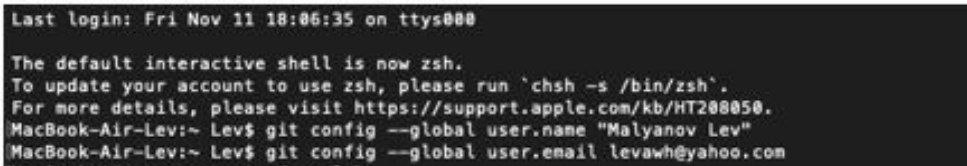 Last login: Fri Nov 11 18:06:35 on ttys000
The default interactive shell is now zsh.
To update your account to use zsh, please run `chsh -s /bin/zsh`.
For more details, please visit https://support.apple.com/kb/HT208050.
MacBook-Air-Lev:~ Lev$ git config --global user.name "Malyanov Lev"
MacBook-Air-Lev:~ Lev$ git config --global user.email levawh@yahoo.com